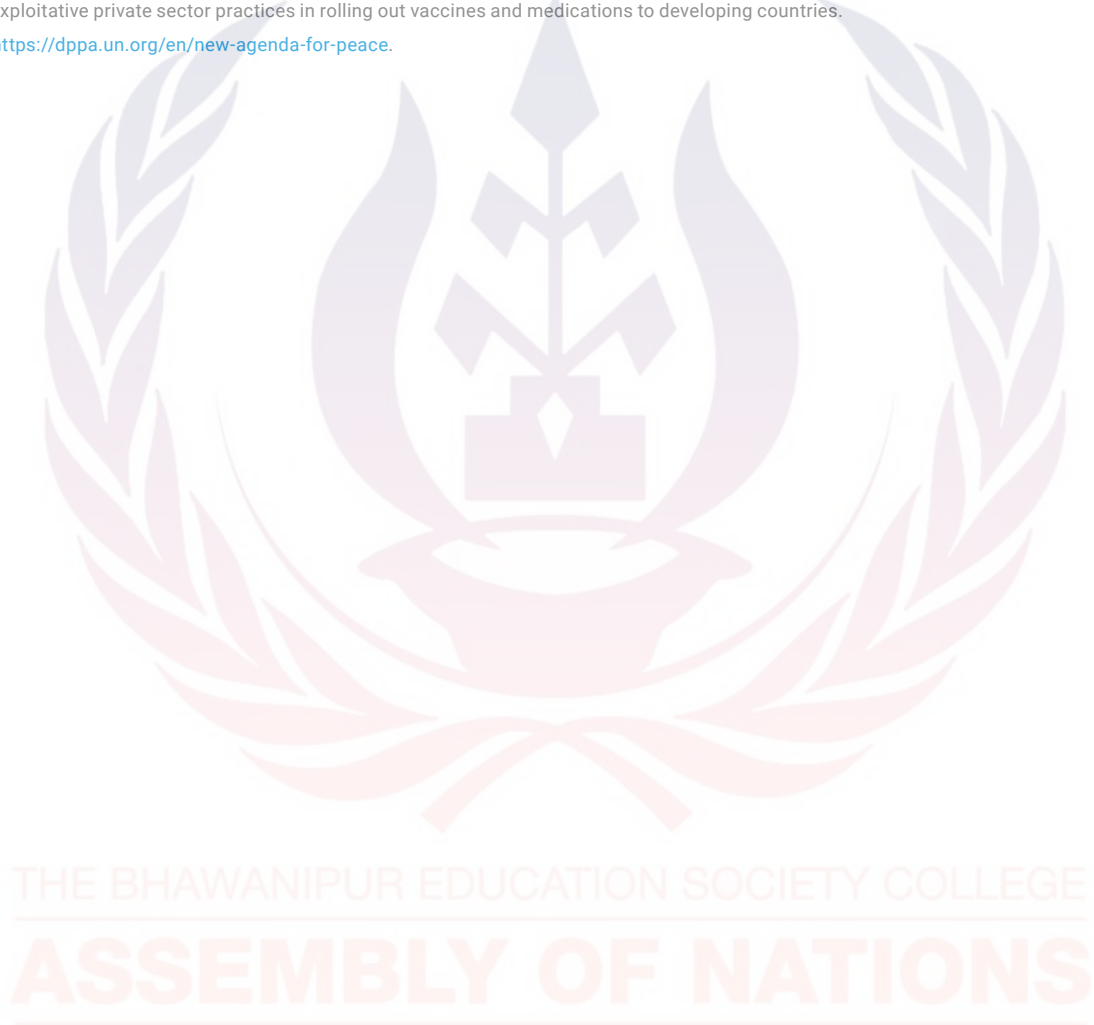 xploitative private sector practices in rolling out vaccines and medications to developing countries.
ttps://dppa.un.org/en/new-agenda-for-peace.
THE BHAWANIPUR EDUCATION SOCIETY COLLEGE
ASSEMBLY OF NATIONS